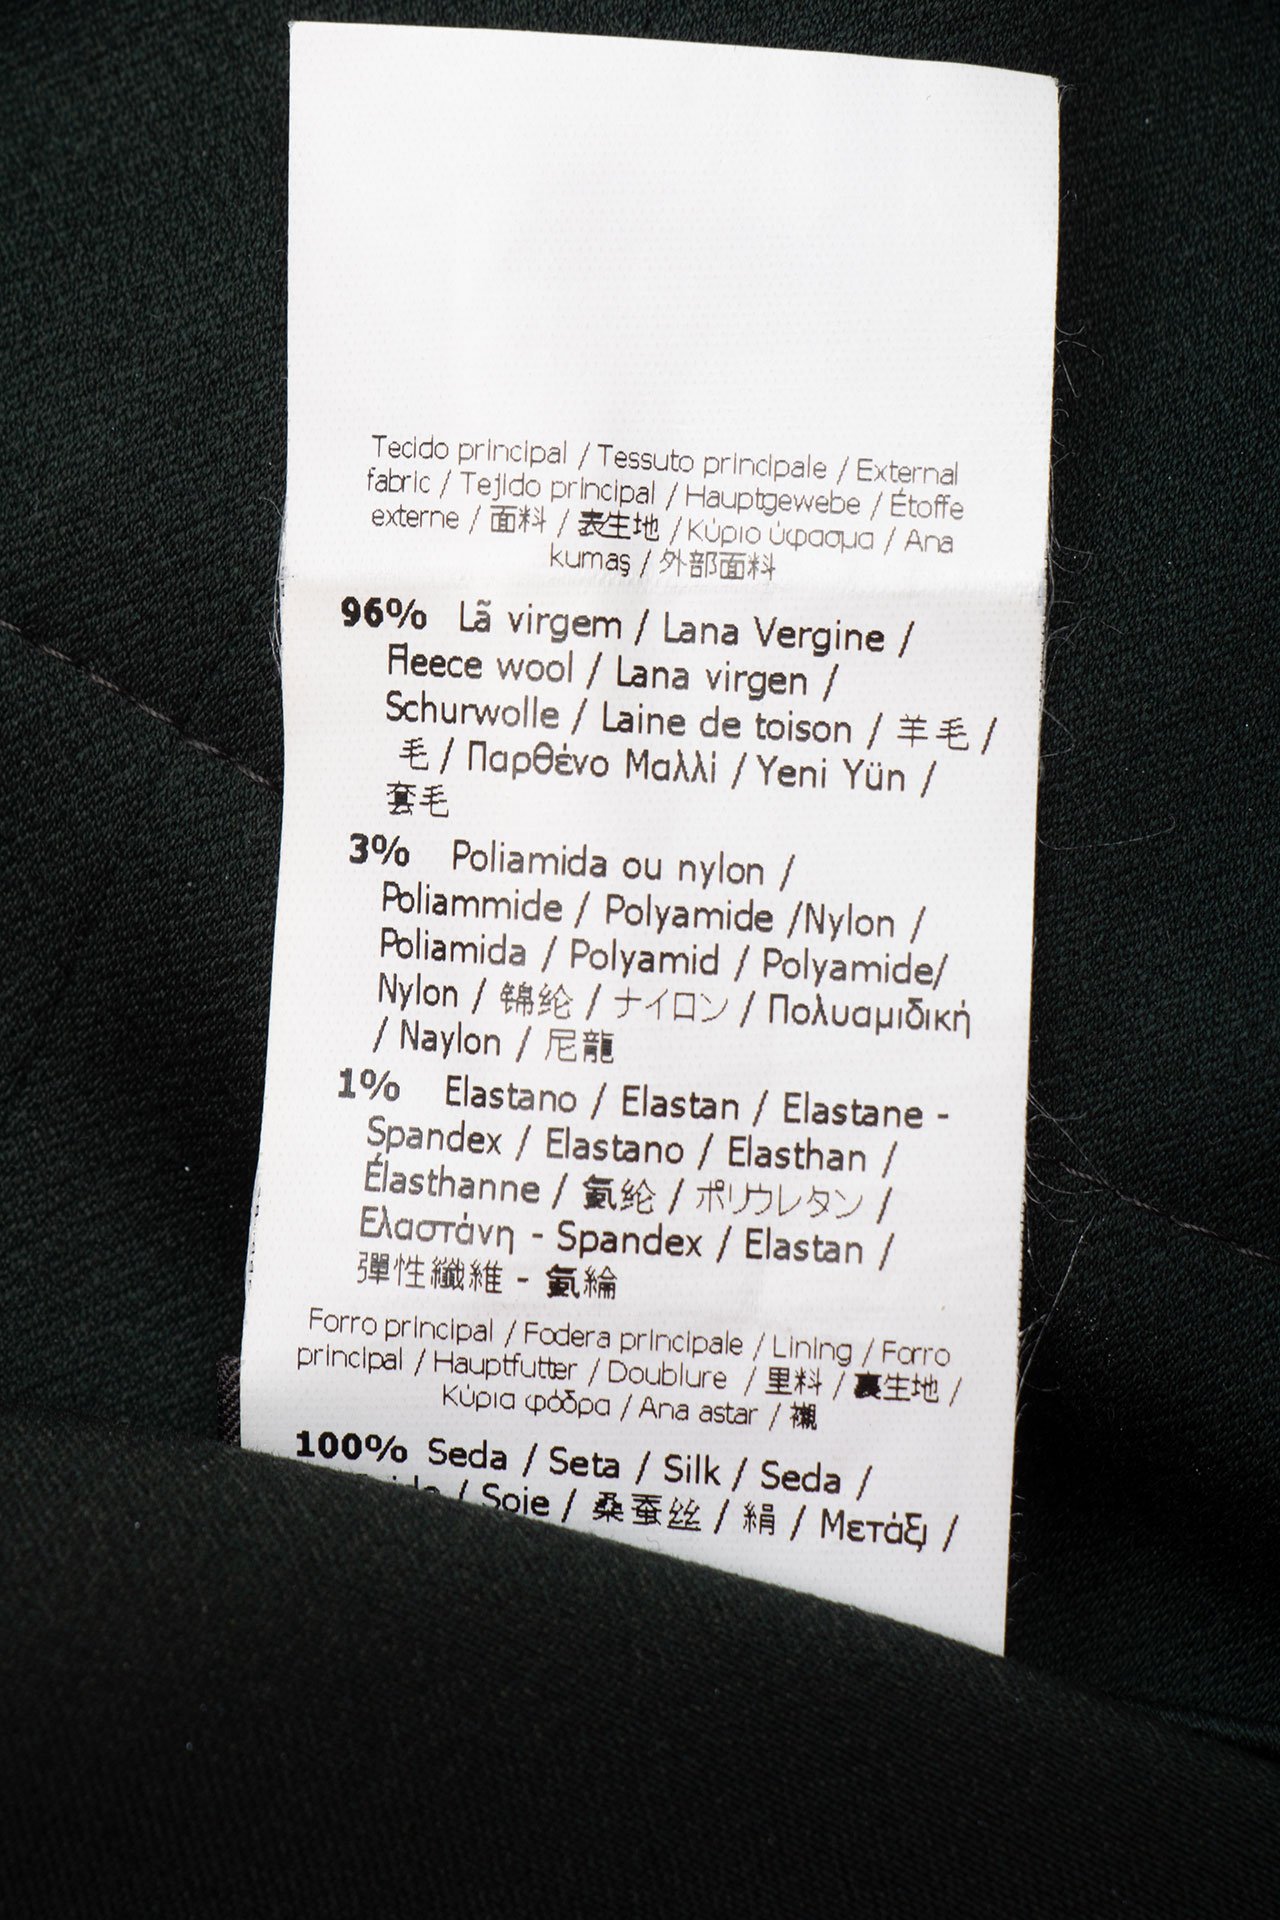 Tecido principal / Tessuto principale / External
fabric / Tejido principal / Hauptgewebe / Étoffe
externe / 面料 / 表生地 / Κύριο ύφασμα / Ana
kumaş / 外部面料
96% Lã virgem / Lana Vergine /
Fleece wool / Lana virgen /
Schurwolle / Laine de toison / 羊毛 /
毛 / Παρθένο Μαλλί / Yeni Yün /
套毛
3% Poliamida ou nylon /
Poliammide / Polyamide /Nylon /
Poliamida / Polyamid / Polyamide/
Nylon / 锦纶 / ナイロン / Πολυαμιδική
/ Naylon / 尼龍
1% Elastano / Elastan / Elastane -
Spandex / Elastano / Elasthan /
Élasthanne / 氨纶 / ポリウレタン /
Ελαστάνη - Spandex / Elastan /
彈性纖維 - 氨綸
Forro principal / Fodera principale / Lining / Forro
principal / Hauptfutter / Doublure / 里料 / 裏生地 /
Κύρια φόδρα / Ana astar / 襯
100% Seda / Seta / Silk / Seda /
/ Soie / 桑蚕丝 / 絹 / Μετάξι /